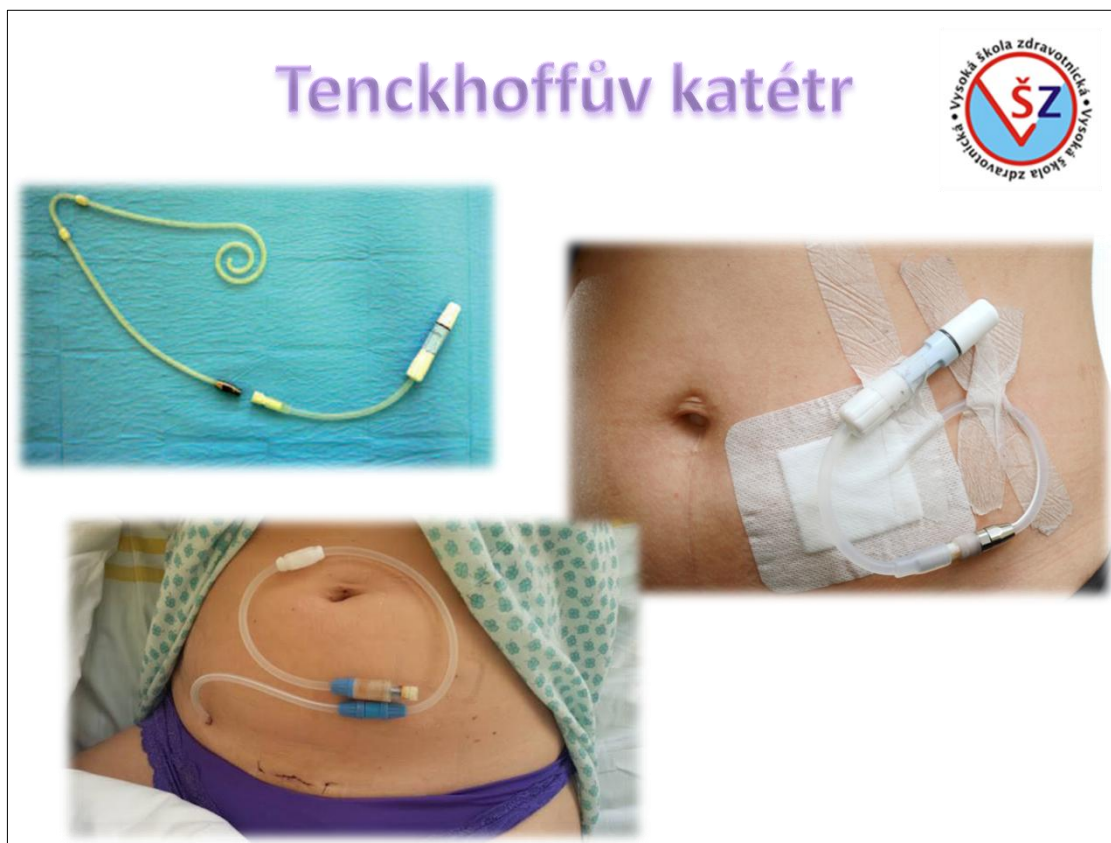 Tenckhoffův katétr
Vysoká škola zdravotnická • Vysoká škola zdravotnická •
VŠZ